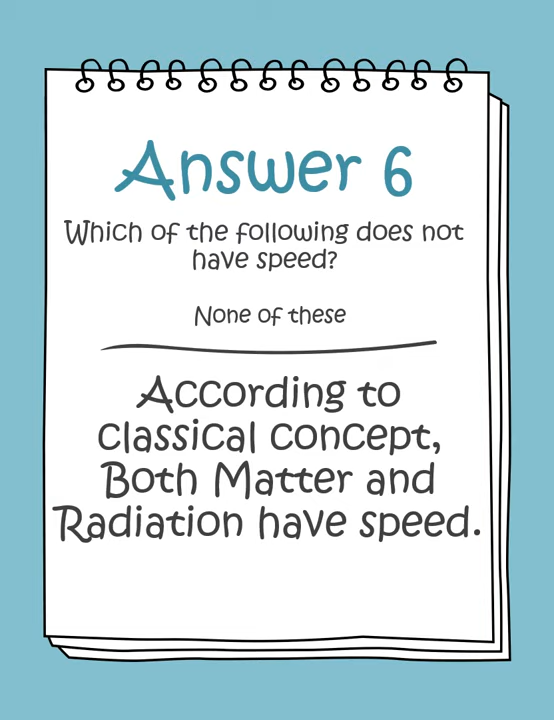 Answer 6
Which of the following does not
have speed?
None of these
According to
classical concept,
Both Matter and
Radiation have speed.